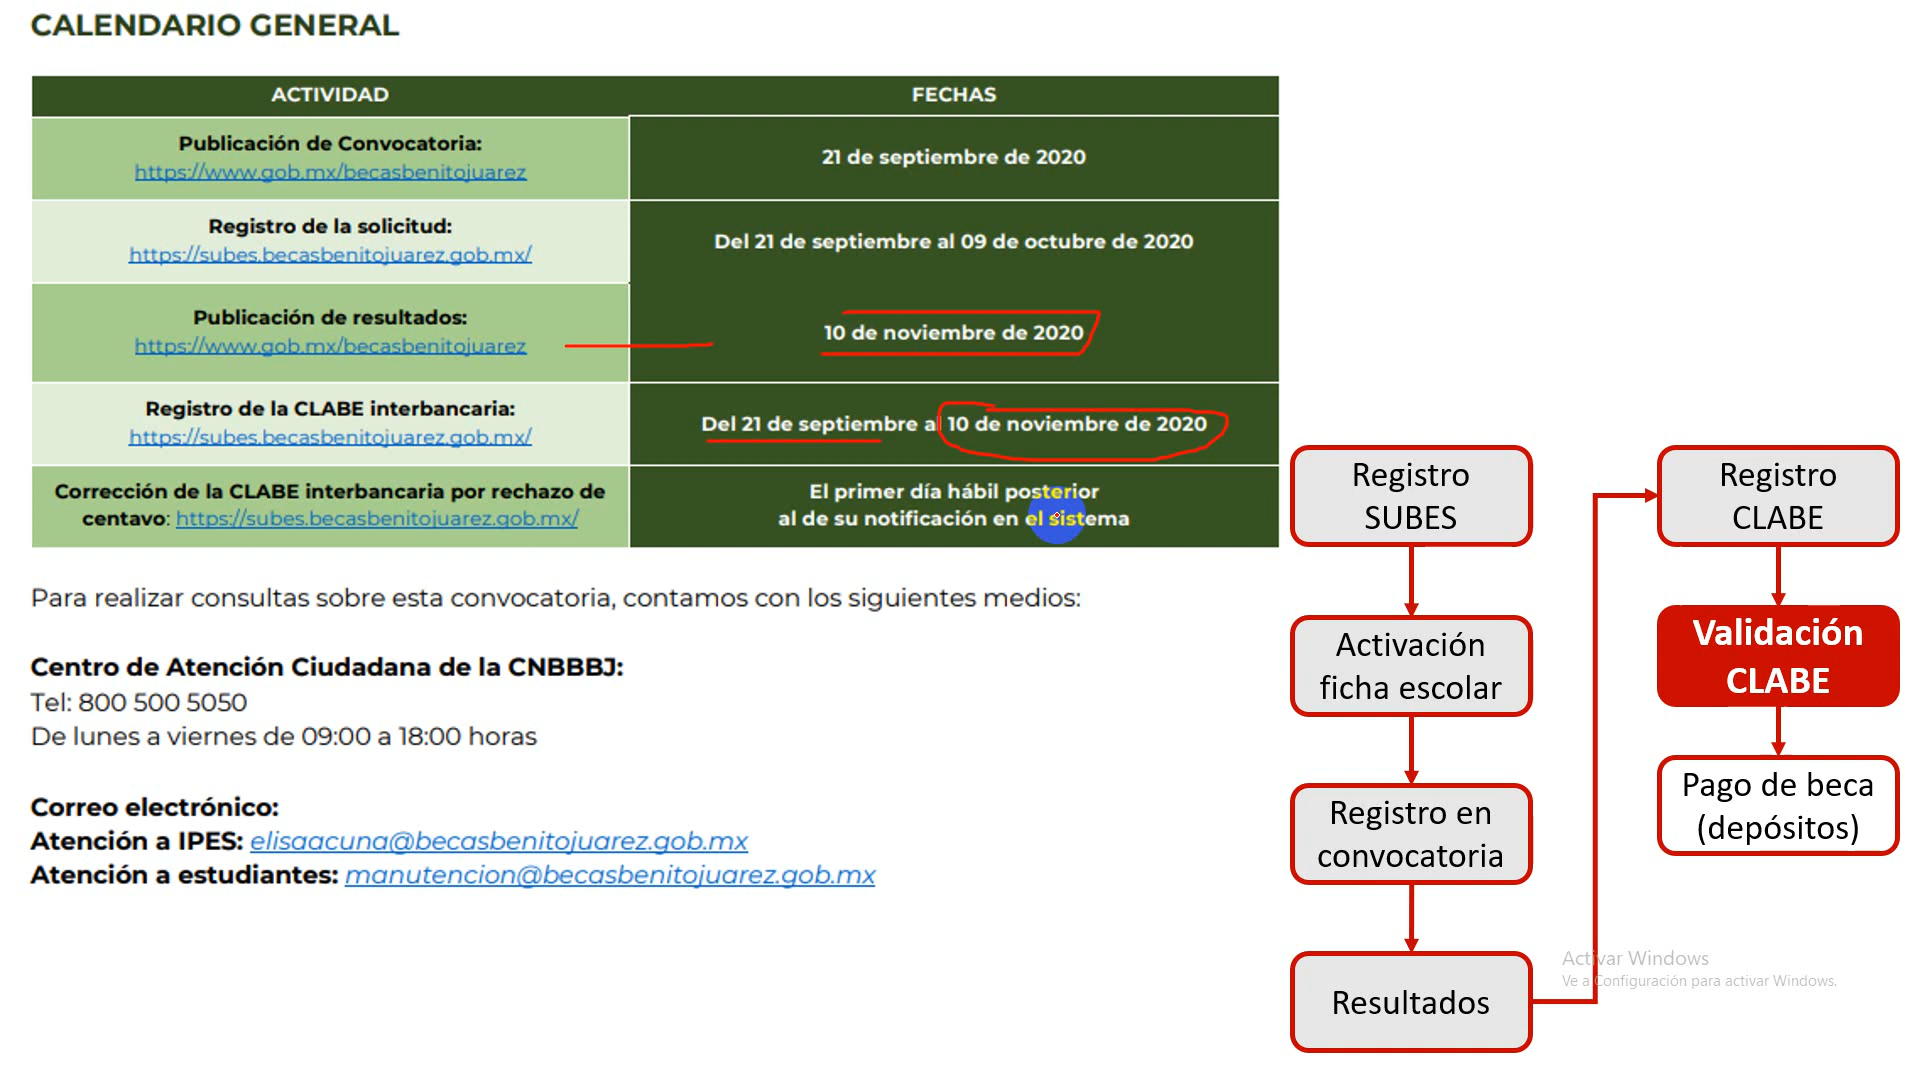 CALENDARIO GENERAL
ACTIVIDAD
FECHAS
Publicación de Convocatoria:
https://www.gob.mx/becasbenitojuarez
21 de septiembre de 2020
Registro de la solicitud:
https://subes.becasbenitojuarez.gob.mx/
Del 21 de septiembre al 09 de octubre de 2020
Publicación de resultados:
https://www.gob.mx/becasbenitojuarez
10 de noviembre de 2020
Registro de la CLABE interbancaria:
https://subes.becasbenitojuarez.gob.mx/
Del 21 de septiembre al 10 de noviembre de 2020
Corrección de la CLABE interbancaria por rechazo de
centavo: https://subes.becasbenitojuarez.gob.mx/
El primer día hábil posterior
al de su notificación en el sistema
Para realizar consultas sobre esta convocatoria, contamos con los siguientes medios:
Centro de Atención Ciudadana de la CNBBBJ:
Tel: 800 500 5050
De lunes a viernes de 09:00 a 18:00 horas
Correo electrónico:
Atención a IPES: elisaacuna@becasbenitojuarez.gob.mx
Atención a estudiantes: manutencion@becasbenitojuarez.gob.mx
Registro
SUBES
Activación
ficha escolar
Registro en
convocatoria
Resultados
Registro
CLABE
Validación
CLABE
Pago de beca
(depósitos)
Activar Windows
Ve a Configuración para activar Windows.